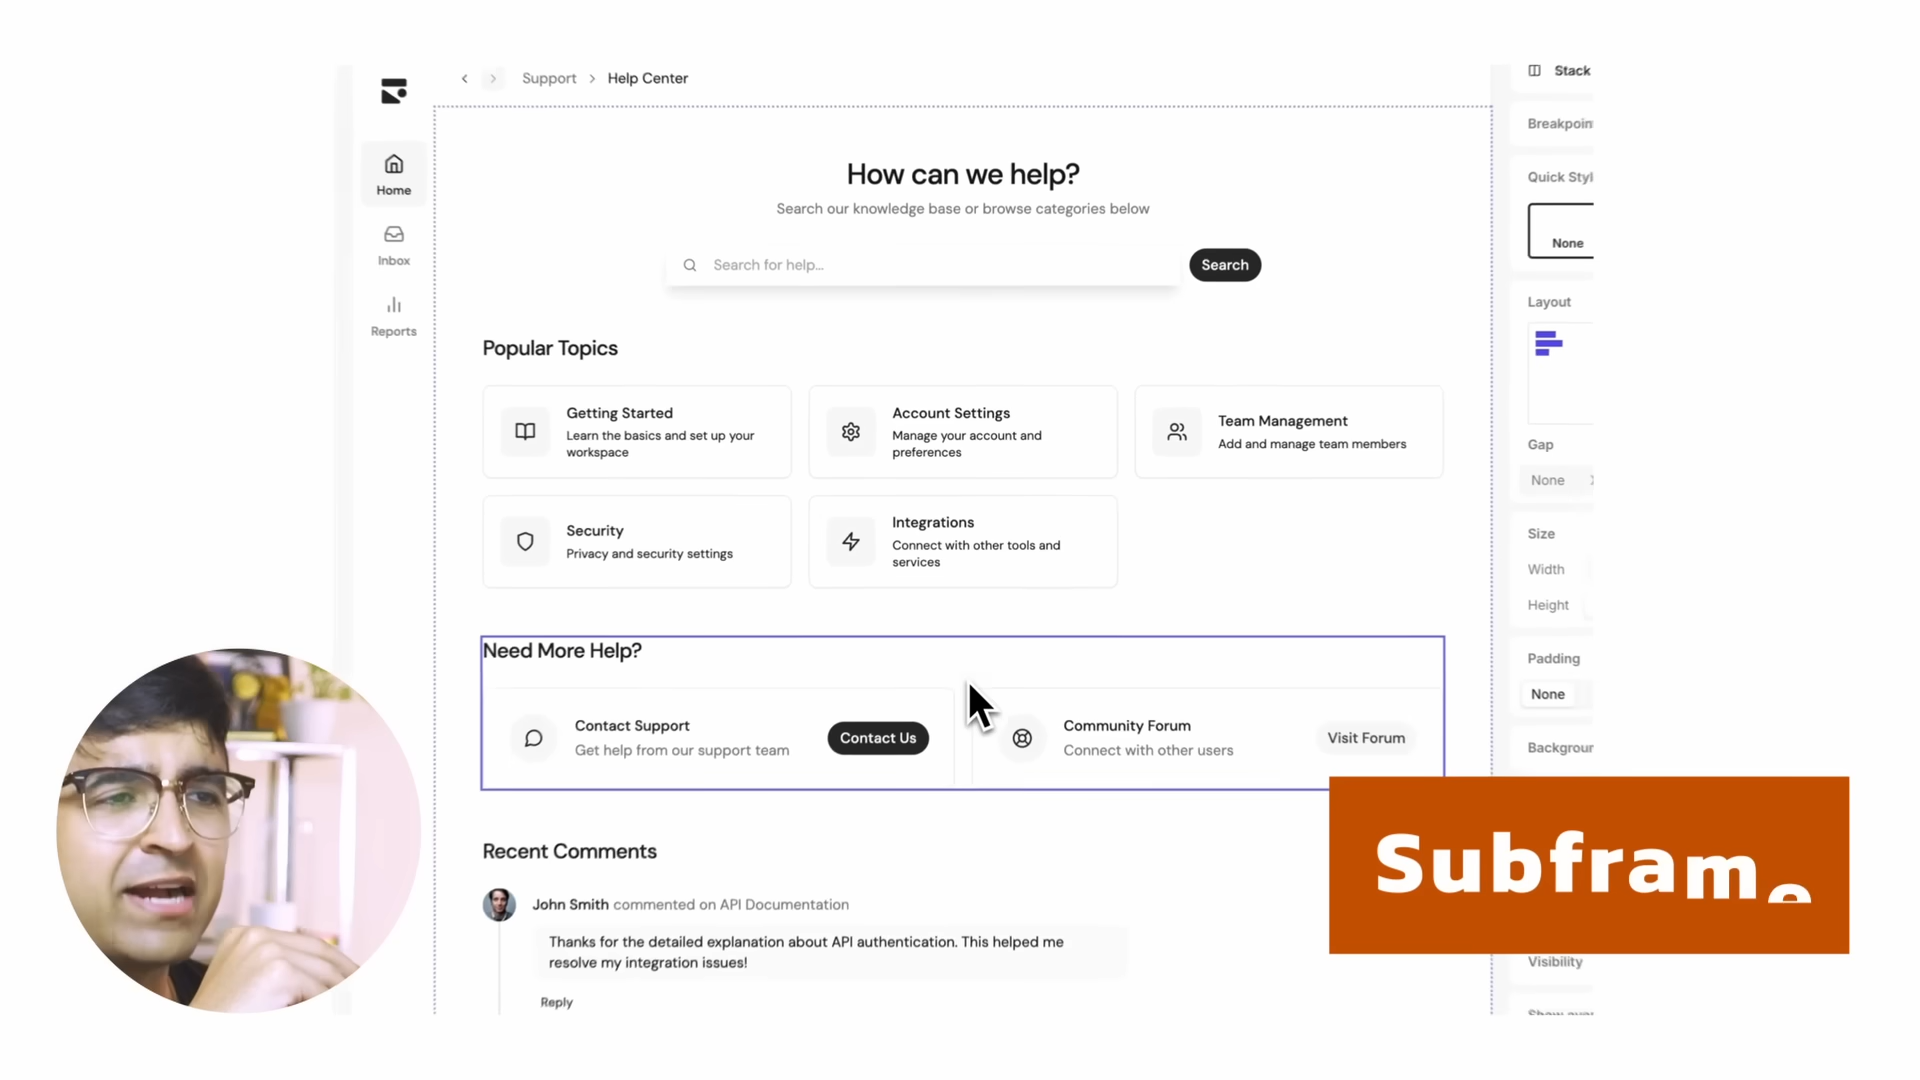 Support > Help Center
Stack
Home
Inbox
Reports
How can we help?
Search our knowledge base or browse categories below
Search for help...
Search
Popular Topics
Getting Started
Learn the basics and set up your
workspace
Account Settings
Manage your account and
preferences
Team Management
Add and manage team members
Security
Privacy and security settings
Integrations
Connect with other tools and
services
Need More Help?
Contact Support
Get help from our support team
Contact Us
Community Forum
Connect with other users
Visit Forum
Recent Comments
John Smith commented on API Documentation
Thanks for the detailed explanation about API authentication. This helped me
resolve my integration issues!
Reply
Breakpoin
Quick Styl
None
Layout
Gap
None
Size
Width
Height
Padding
None
Backgroun
Visibility
Subframe